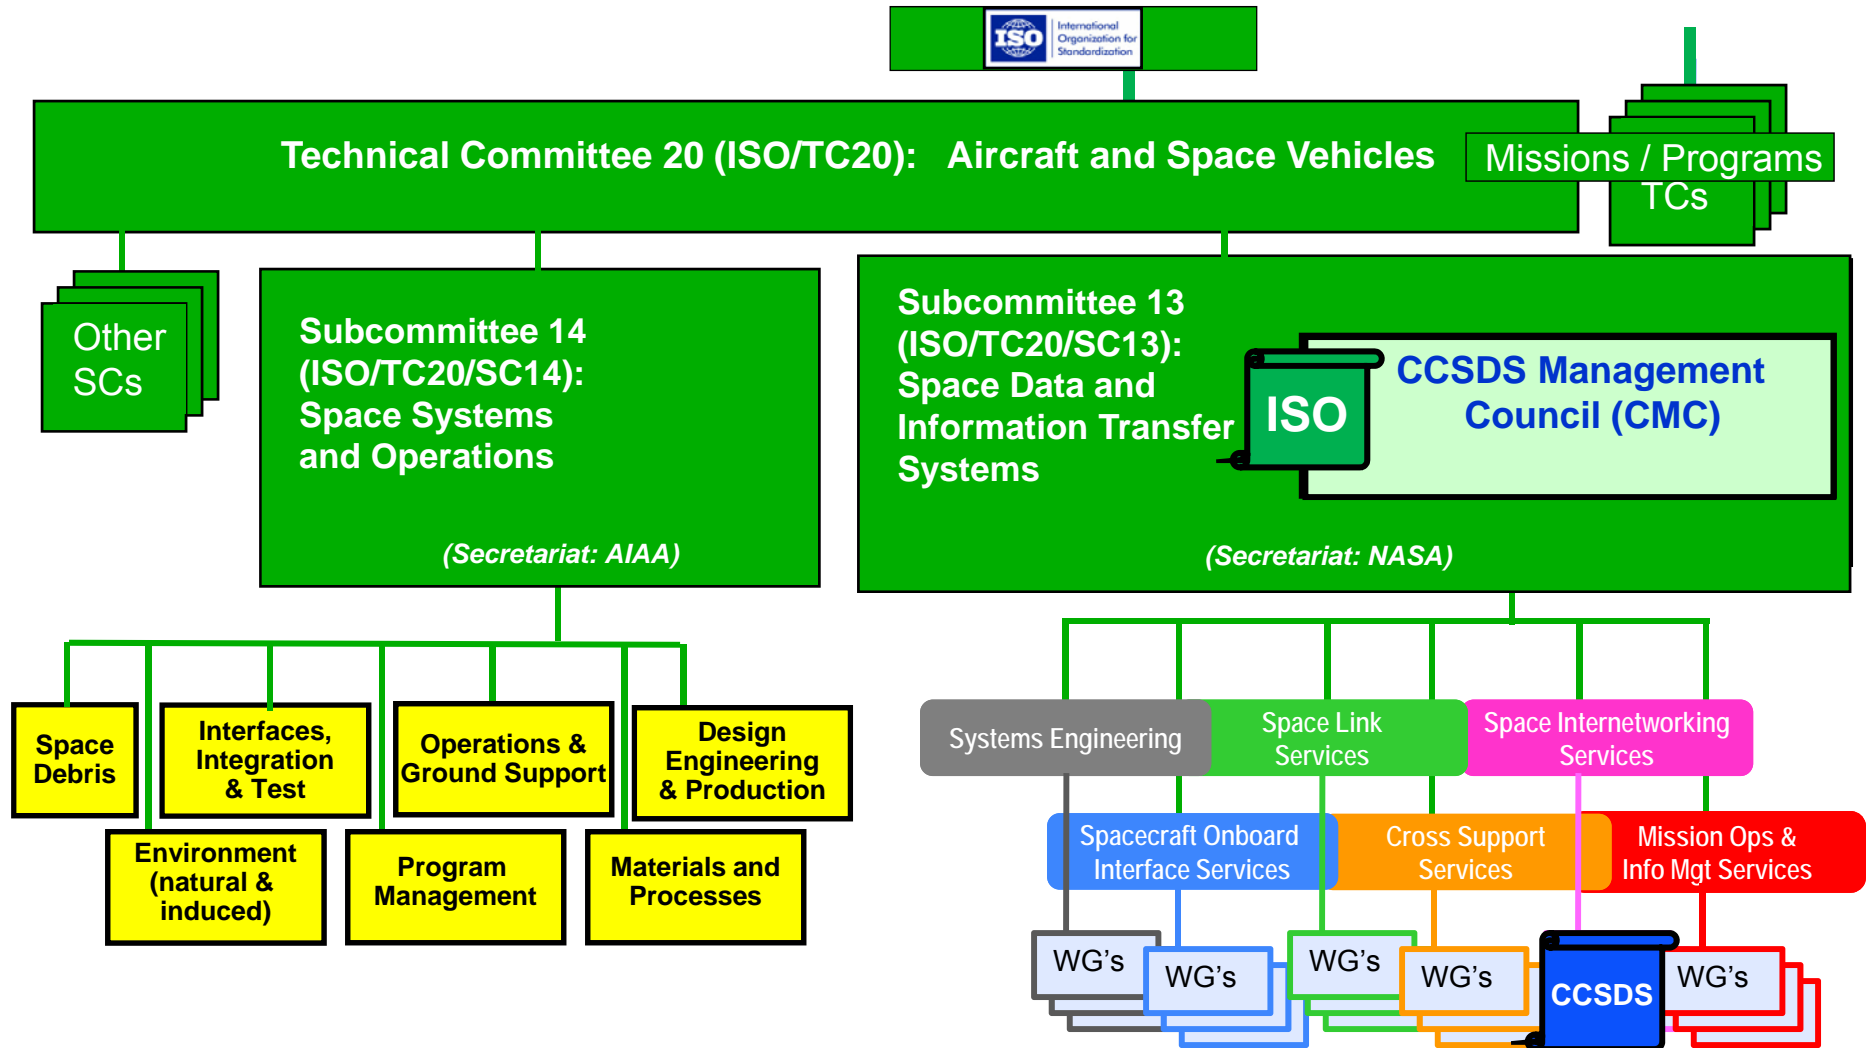 ISO
International
Organization for
Standardization
Technical Committee 20 (ISO/TC20): Aircraft and Space Vehicles
Missions / Programs
TCs
Other
SCs
Subcommittee 14
(ISO/TC20/SC14):
Space Systems
and Operations
(Secretariat: AIAA)
Subcommittee 13
(ISO/TC20/SC13):
Space Data and
Information Transfer
Systems
ISO
CCSDS Management
Council (CMC)
(Secretariat: NASA)
Space
Debris
Interfaces,
Integration
& Test
Operations &
Ground Support
Design
Engineering
& Production
Environment
(natural &
induced)
Program
Management
Materials and
Processes
Systems Engineering
Space Link
Services
Space Internetworking
Services
Spacecraft Onboard
Interface Services
Cross Support
Services
Mission Ops &
Info Mgt Services
WG's
WG's
WG's
WG's
CCSDS
WG's